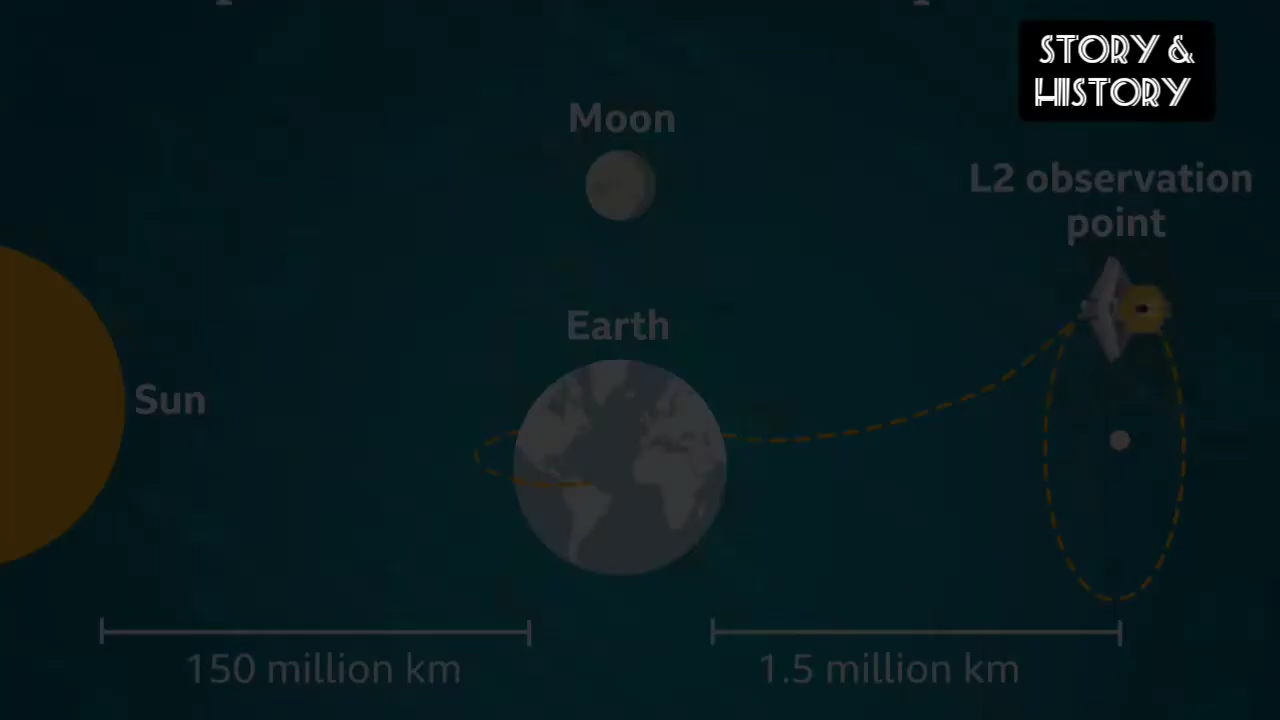 STORY &
HISTORY
Moon
L2 observation
point
Earth
Sun
150 million km
1.5 million km